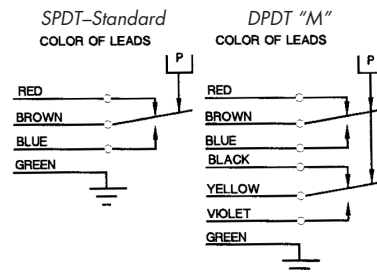 SPDT–Standard
COLOR OF LEADS
P
RED
BROWN
BLUE
GREEN
DPDT “M”
COLOR OF LEADS
P
RED
BROWN
BLUE
BLACK
YELLOW
VIOLET
GREEN